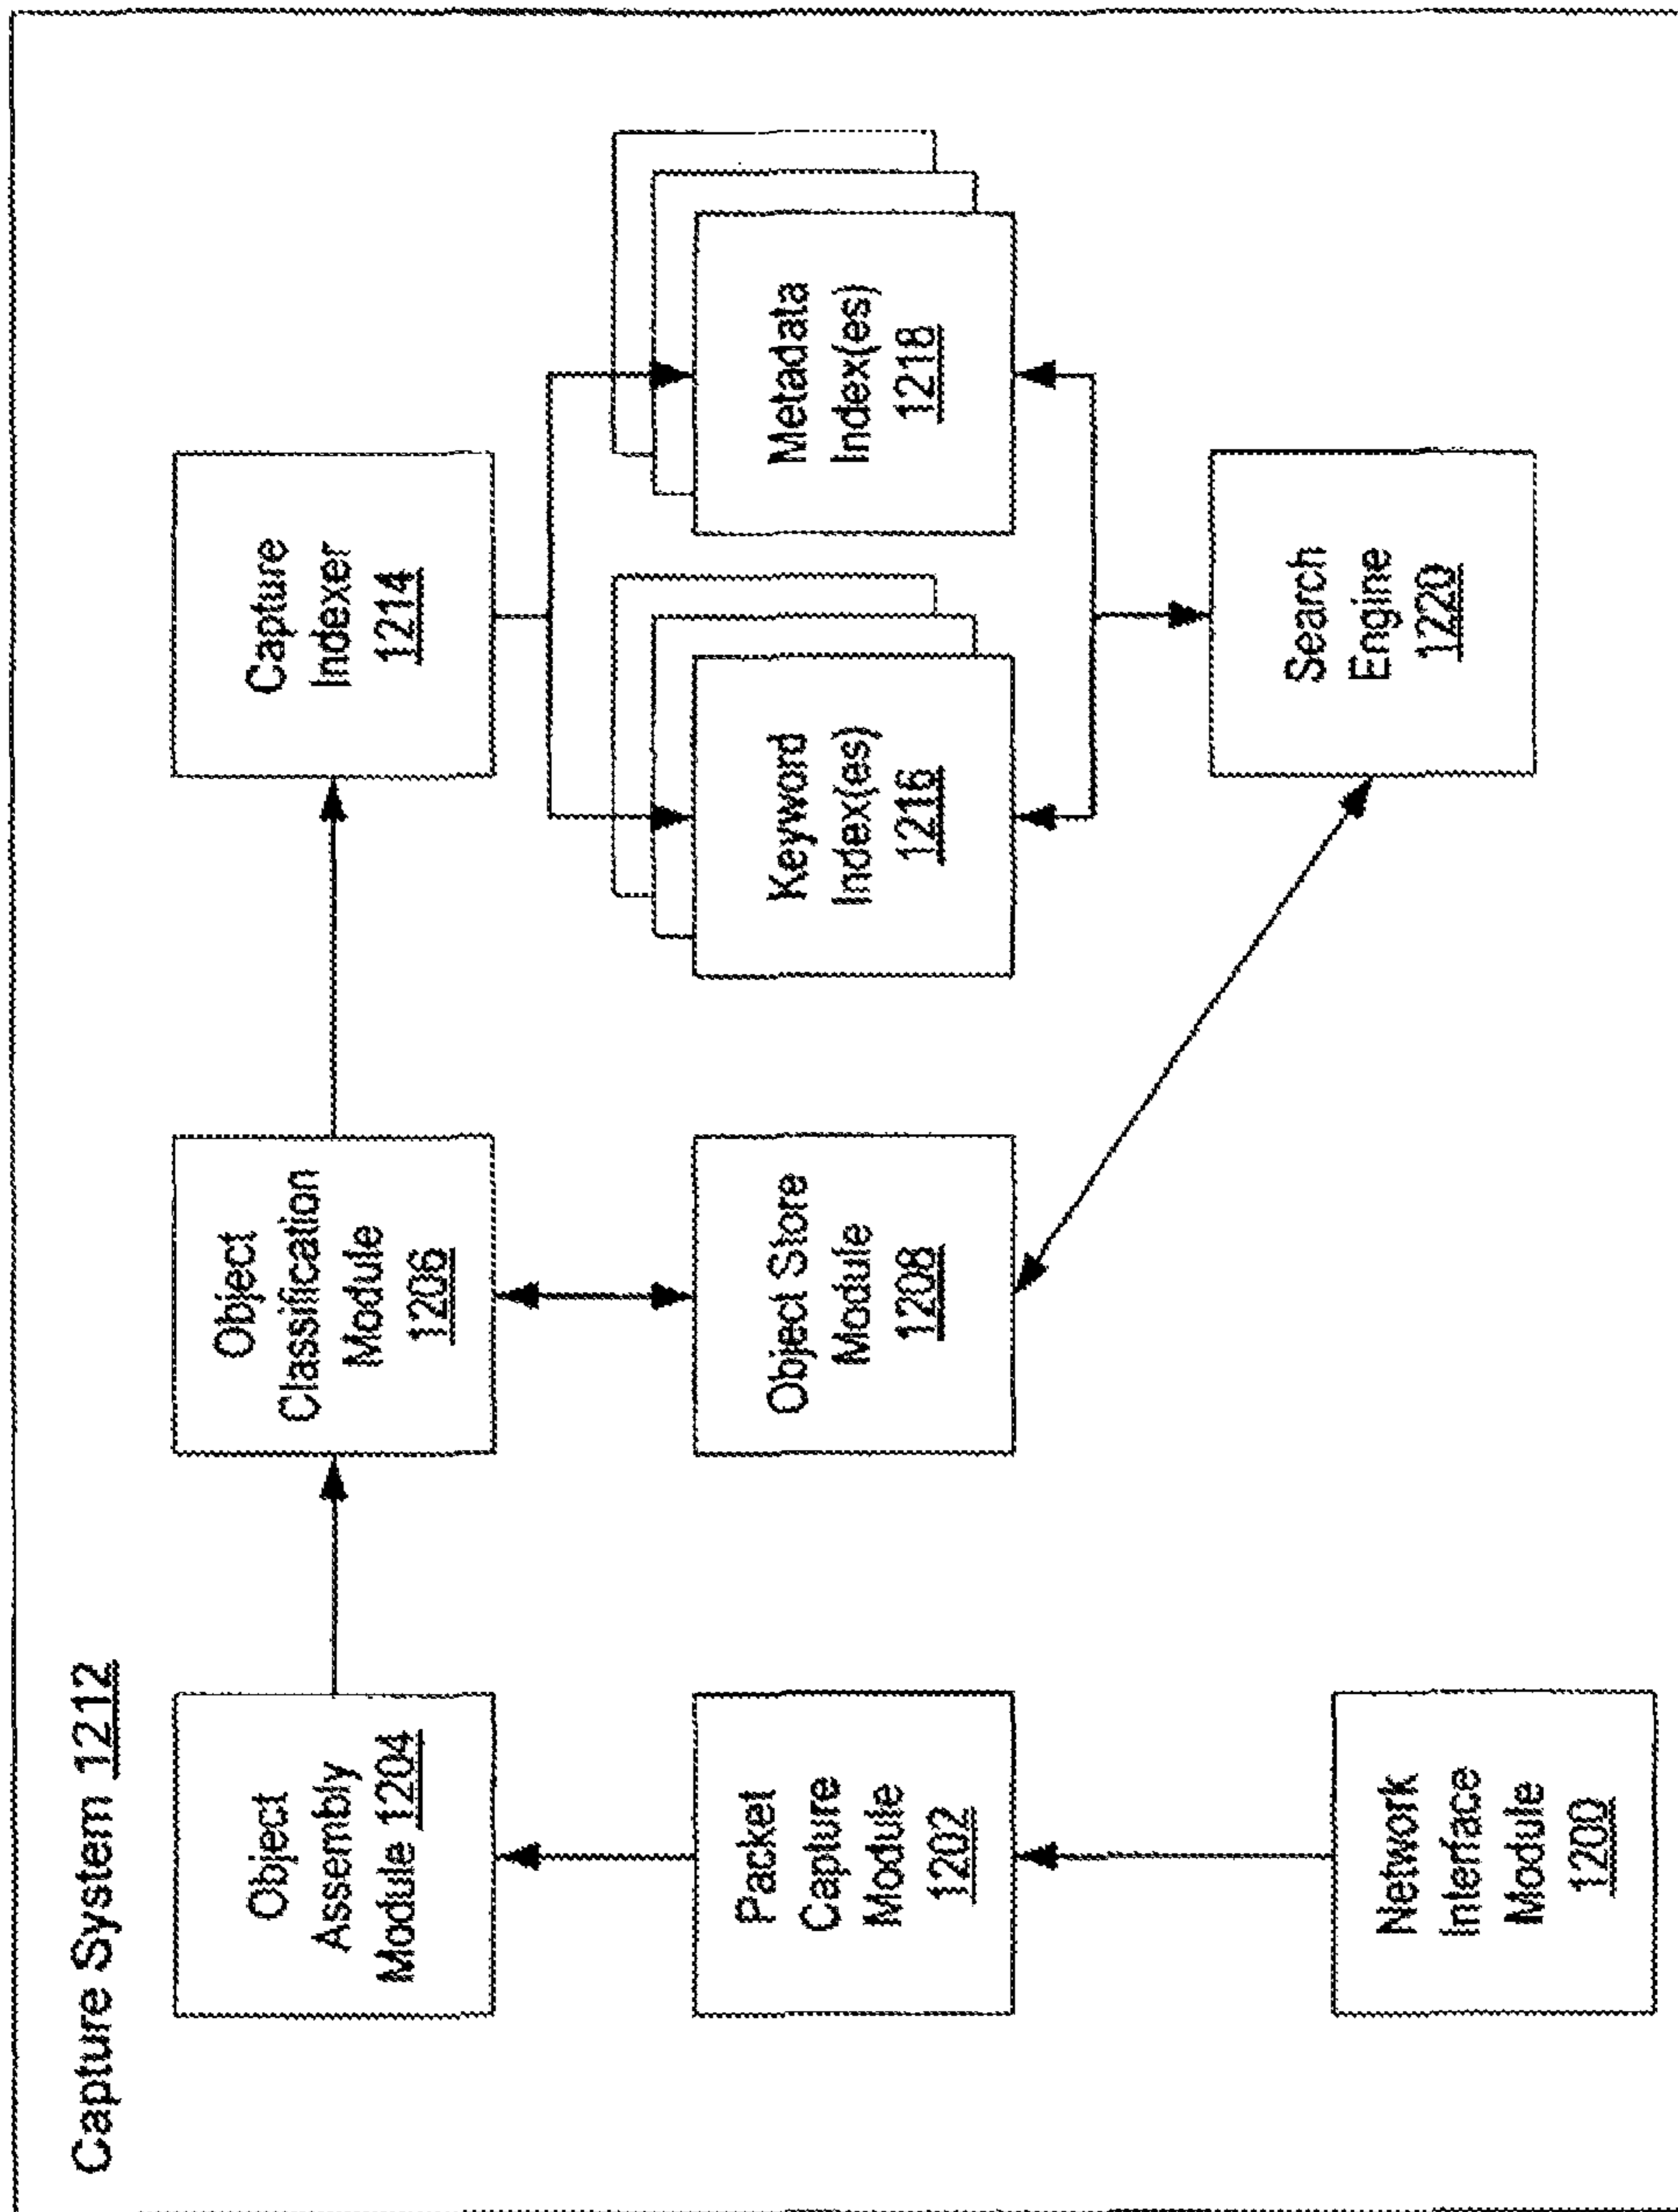 Capture System 1212
Object
Assembly
Module 1204
Object
Classification
Module
1206
Capture
Indexer
1214
Packet
Capture
Module
1202
Object Store
Module
1208
Keyword
Index(es)
1216
Metadata
Index(es)
1218
Network
Interface
Module
1200
Search
Engine
1220